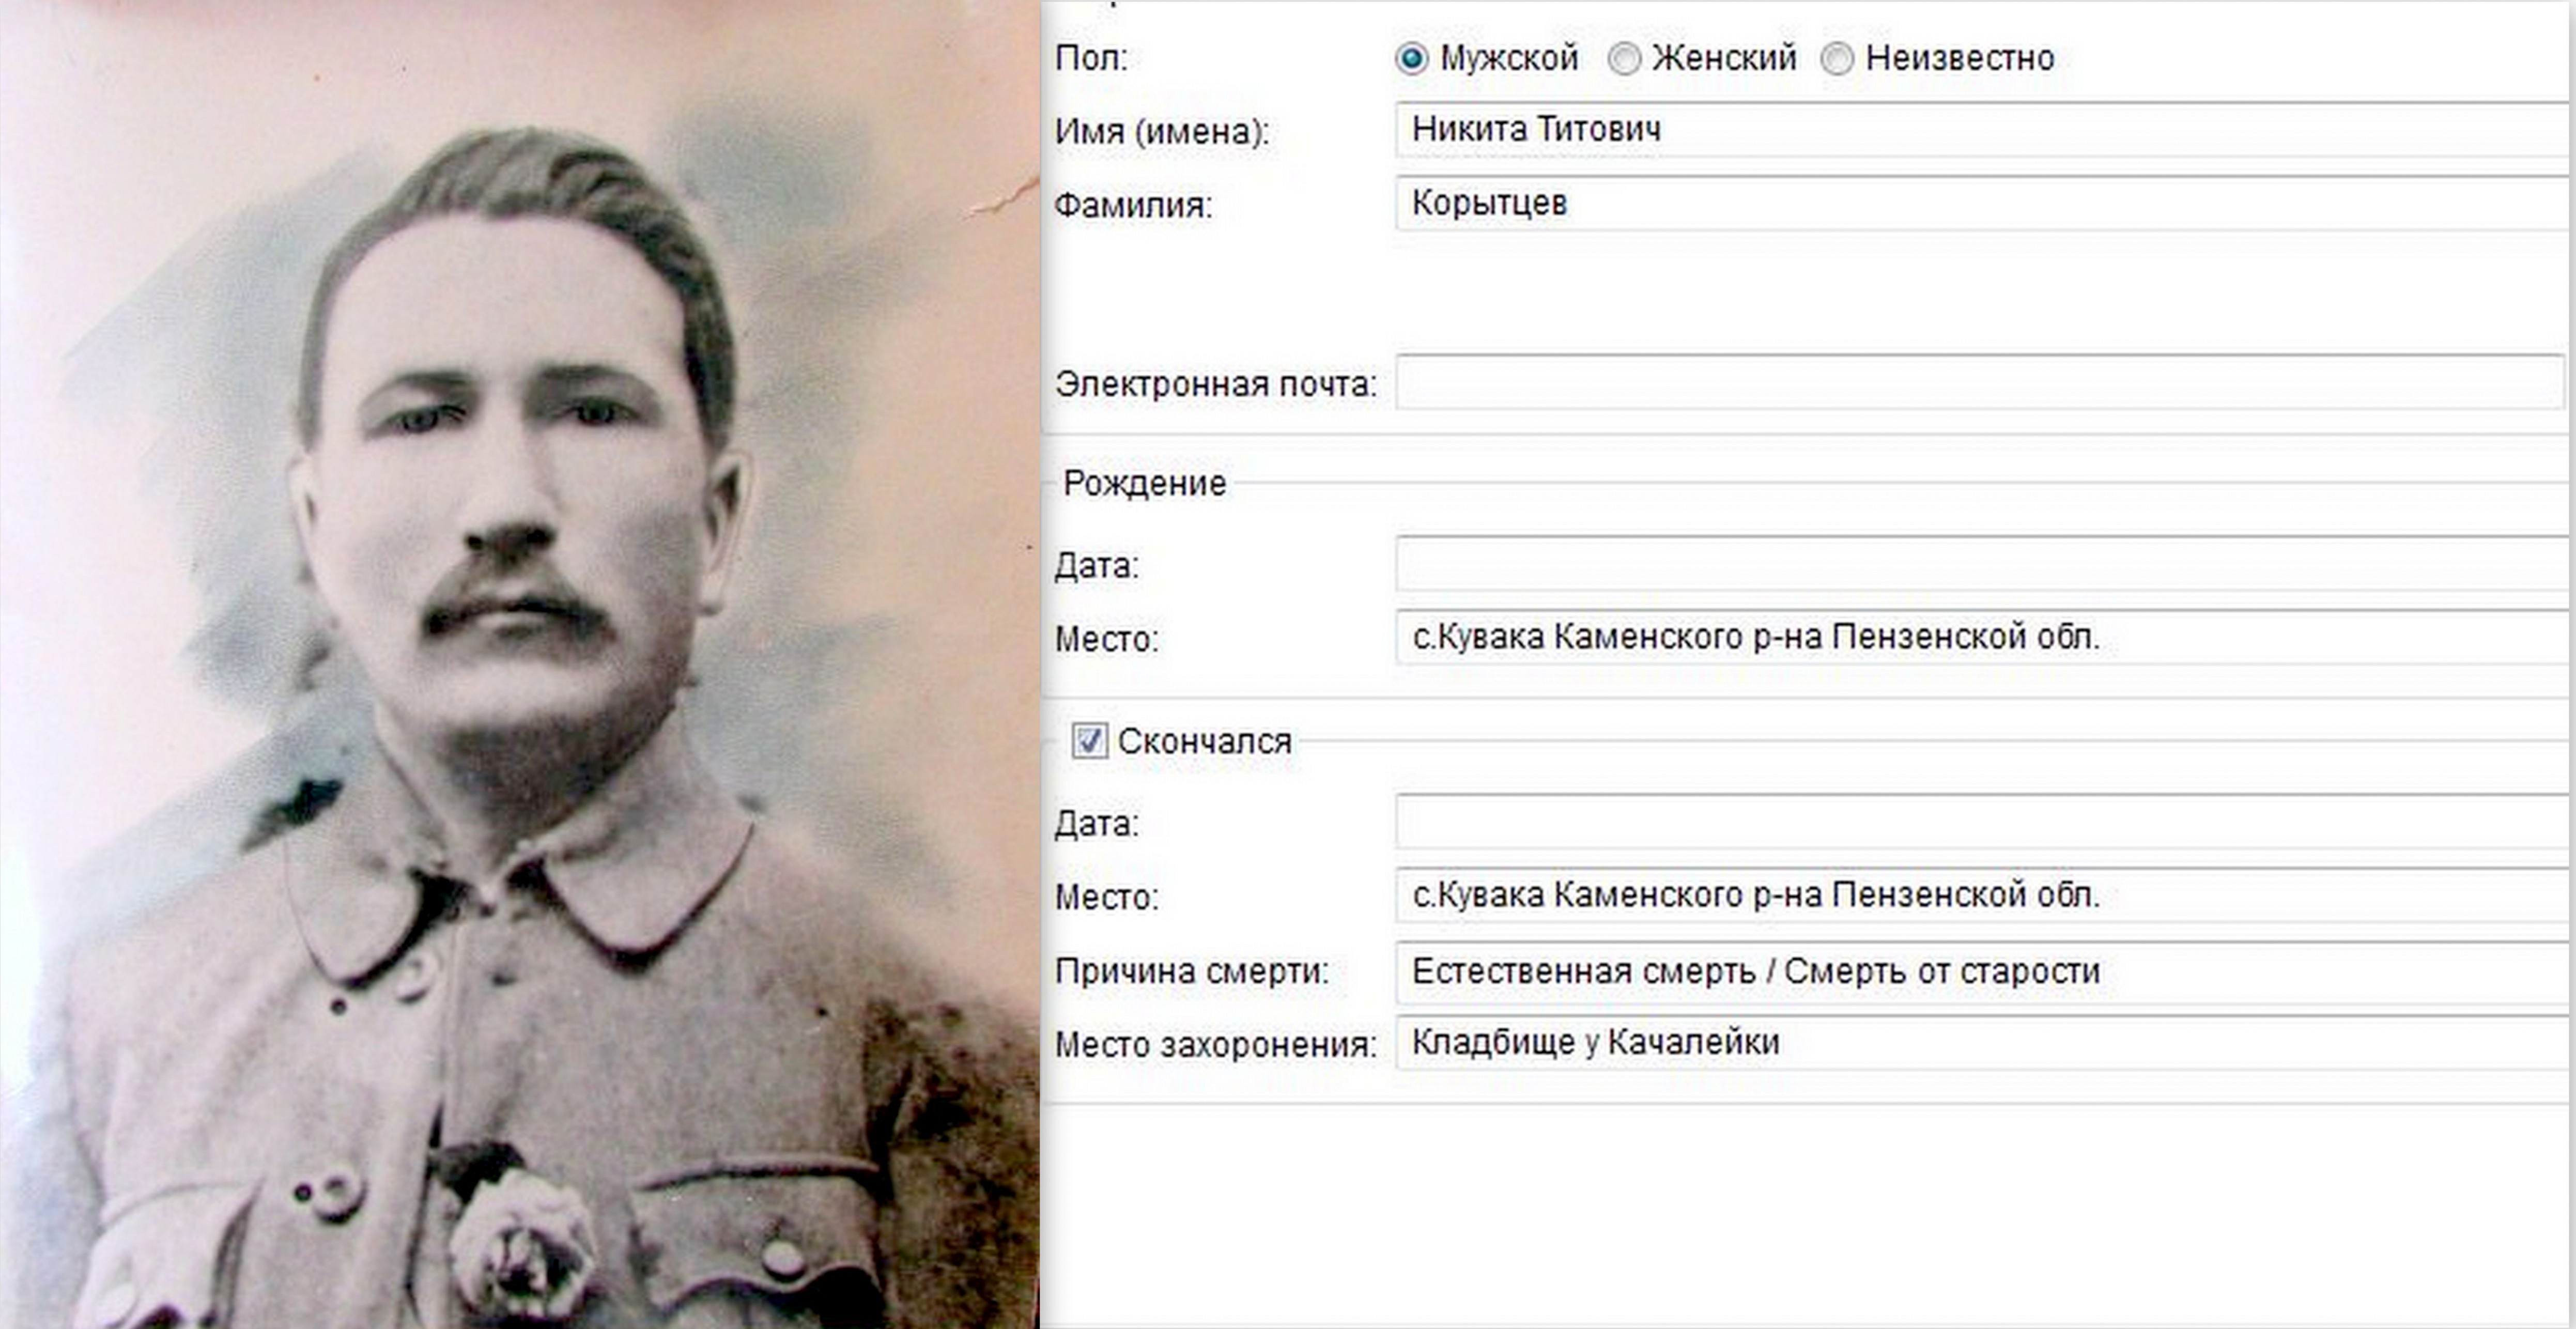 Пол: Мужской Женский Неизвестно
Имя (имена): Никита Титович
Фамилия: Корытцев
Электронная почта:
Рождение
Дата:
Место: с.Кувака Каменского р-на Пензенской обл.
Скончался
Дата:
Место: с.Кувака Каменского р-на Пензенской обл.
Причина смерти: Естественная смерть / Смерть от старости
Место захоронения: Кладбище у Качалейки